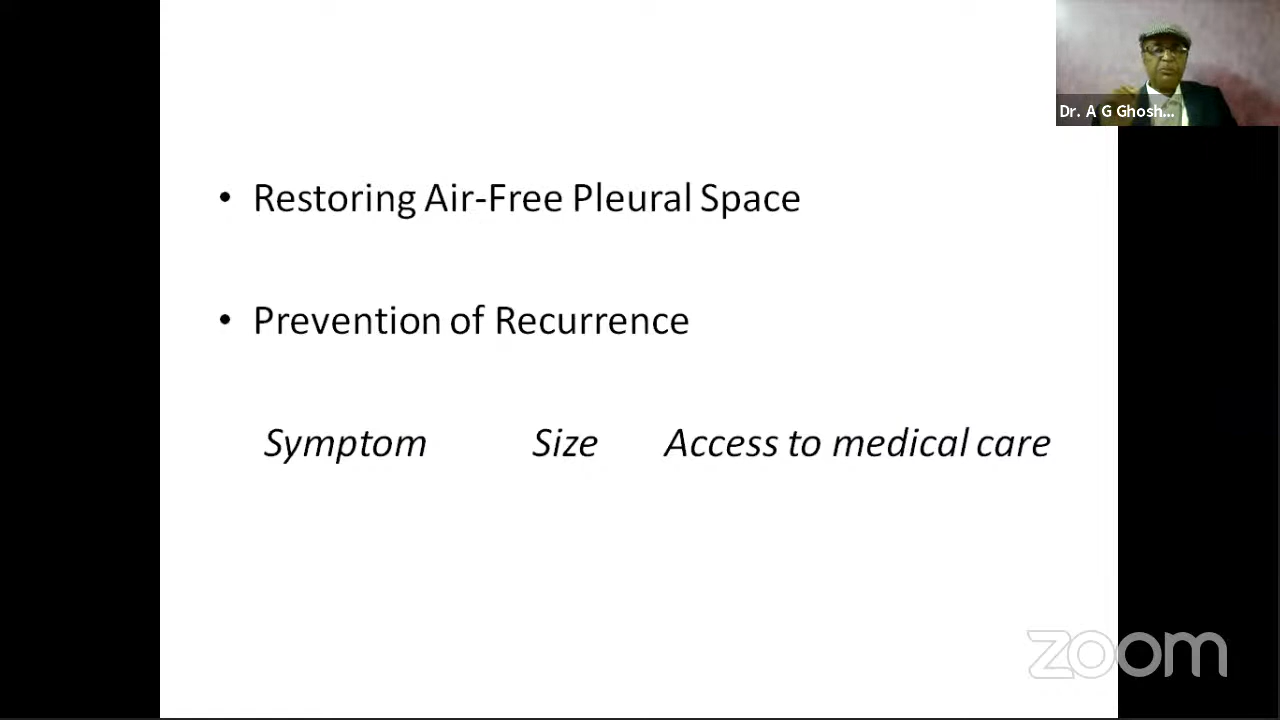 Dr. A G Ghosh...
• Restoring Air-Free Pleural Space
• Prevention of Recurrence
Symptom Size Access to medical care
zoom